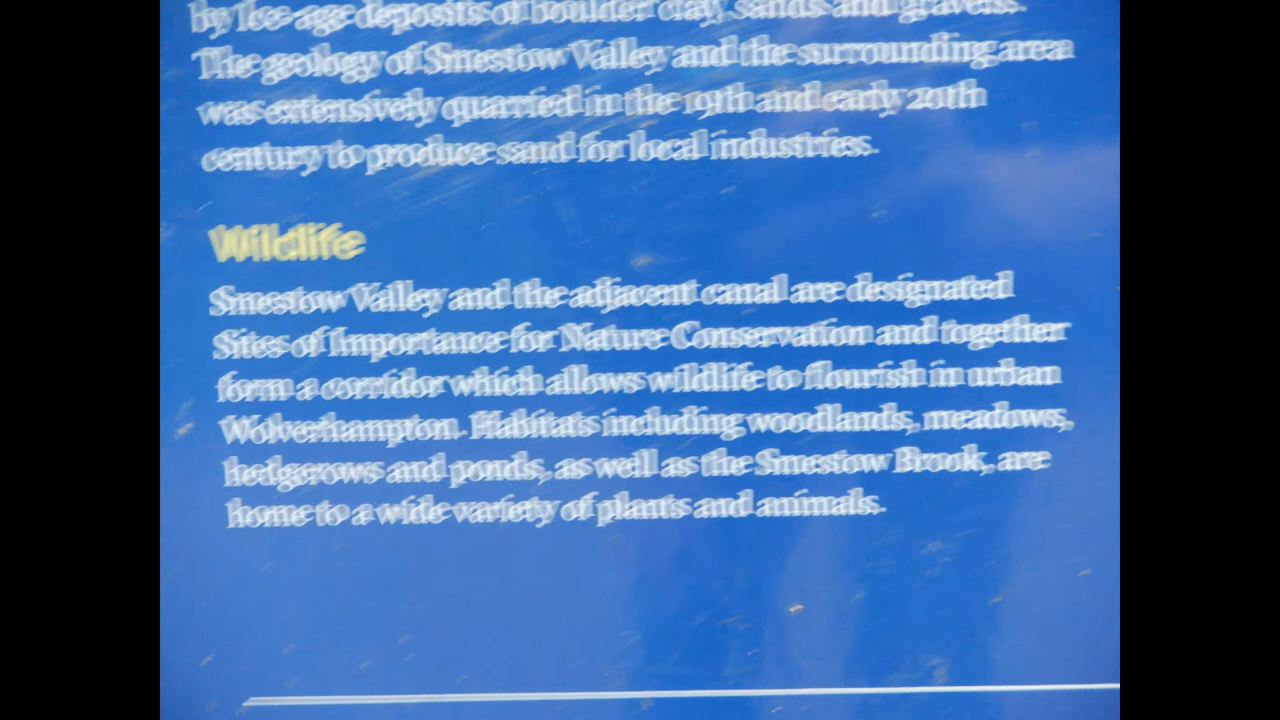 by Ice-age deposits of boulder clay, sands and gravels.
The geology of Smestow Valley and the surrounding area
was extensively quarried in the 19th and early 20th
century to produce sand for local industries.
Wildlife
Smestow Valley and the adjacent canal are designated
Sites of Importance for Nature Conservation and together
form a corridor which allows wildlife to flourish in urban
Wolverhampton. Habitats including woodlands, meadows,
hedgerows and ponds, as well as the Smestow Brook, are
home to a wide variety of plants and animals.